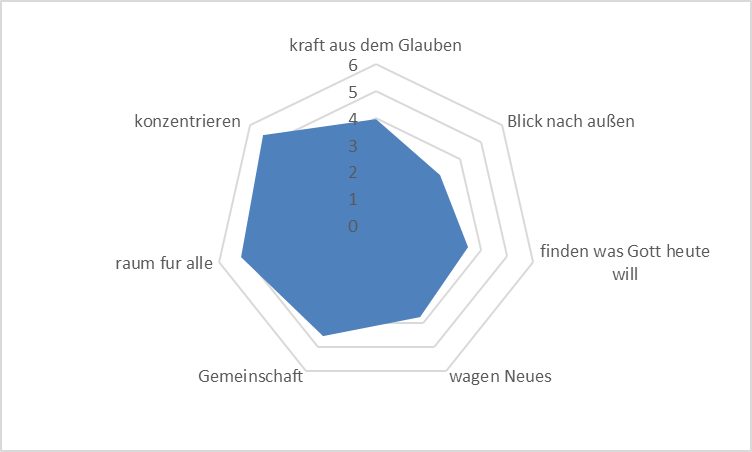 kraft aus dem Glauben
6
5
4
3
2
1
0
Blick nach außen
finden was Gott heute
will
wagen Neues
Gemeinschaft
raum fur alle
konzentrieren